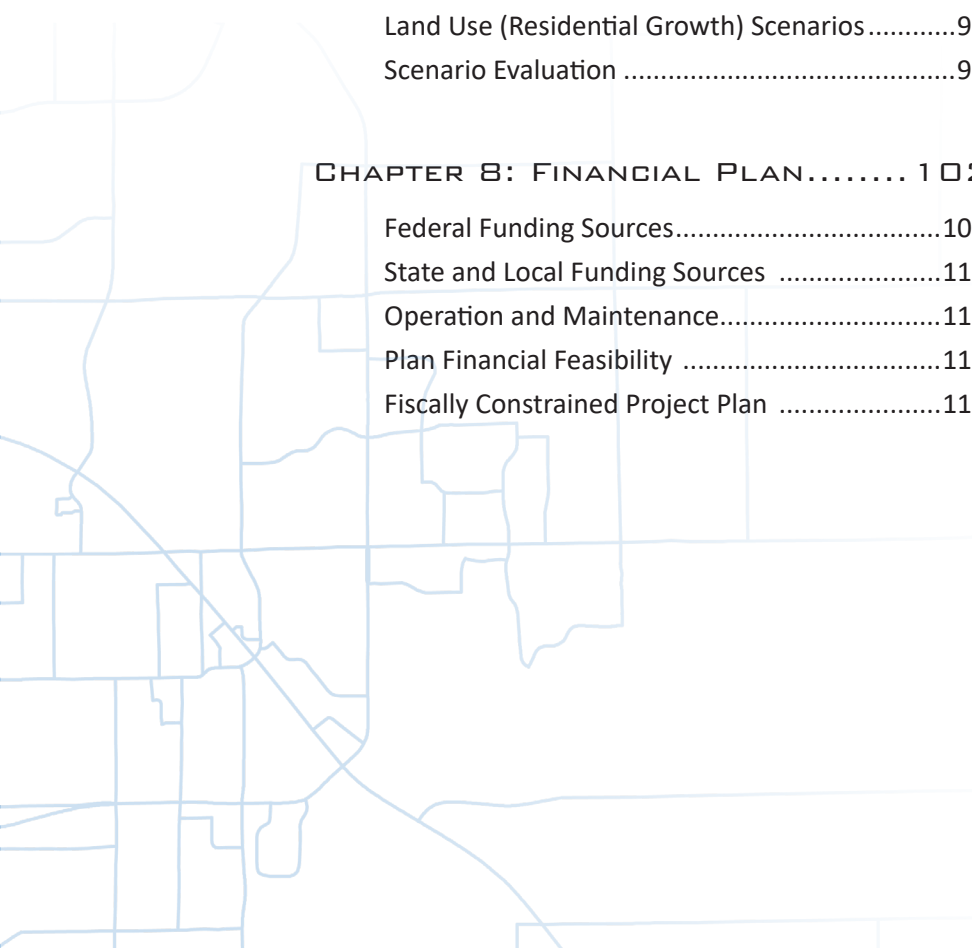 Land Use (Residential Growth) Scenarios............9
Scenario Evaluation ..............................................9
CHAPTER 8: FINANCIAL PLAN........ 102
Federal Funding Sources.....................................10
State and Local Funding Sources .......................11
Operation and Maintenance...............................11
Plan Financial Feasibility ....................................11
Fiscally Constrained Project Plan .......................11